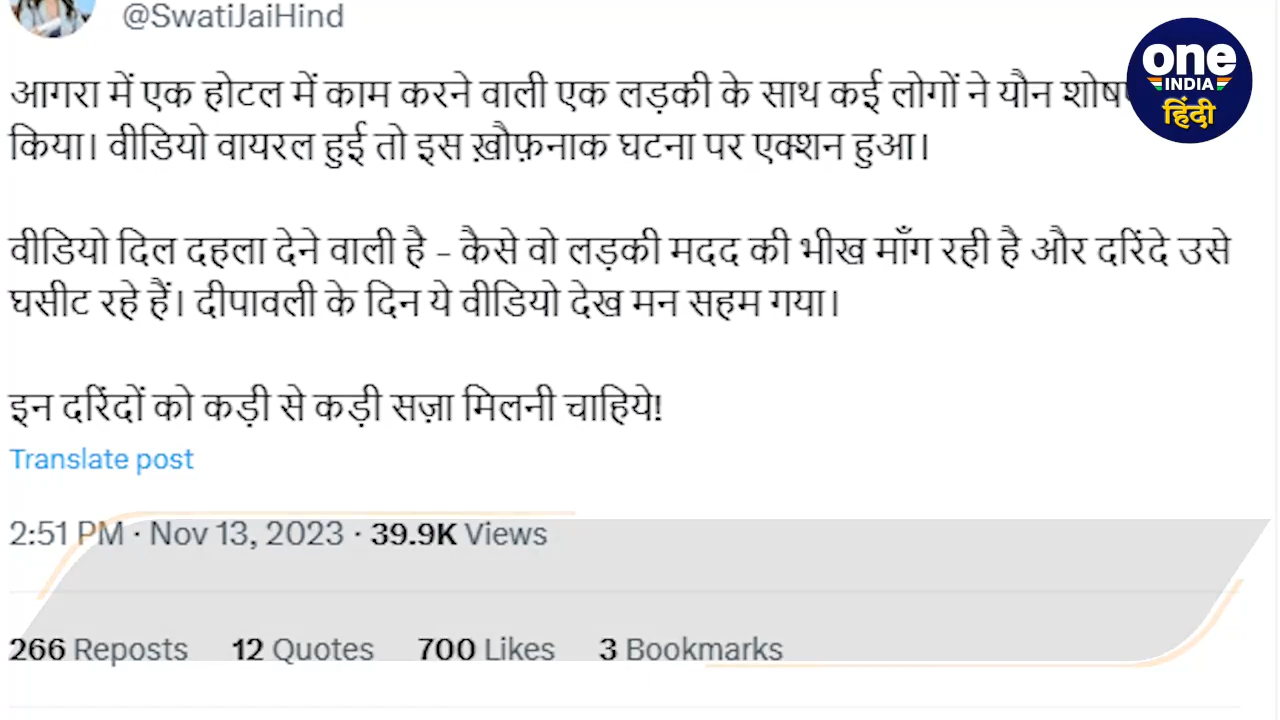 @SwatiJaiHind
one
INDIA
हिंदी
आगरा में एक होटल में काम करने वाली एक लड़की के साथ कई लोगों ने यौन
किया। वीडियो वायरल हुई तो इस ख़ौफ़नाक घटना पर एक्शन हुआ।
वीडियो दिल दहला देने वाली है - कैसे वो लड़की मदद की भीख माँग रही है और दरिंदे उसे
घसीट रहे हैं। दीपावली के दिन ये वीडियो देख मन सहम गया।
इन दरिंदों को कड़ी से कड़ी सज़ा मिलनी चाहिये!
Translate post
2:51 PM · Nov 13, 2023 · 39.9K Views
266 Reposts 12 Quotes 700 Likes 3 Bookmarks